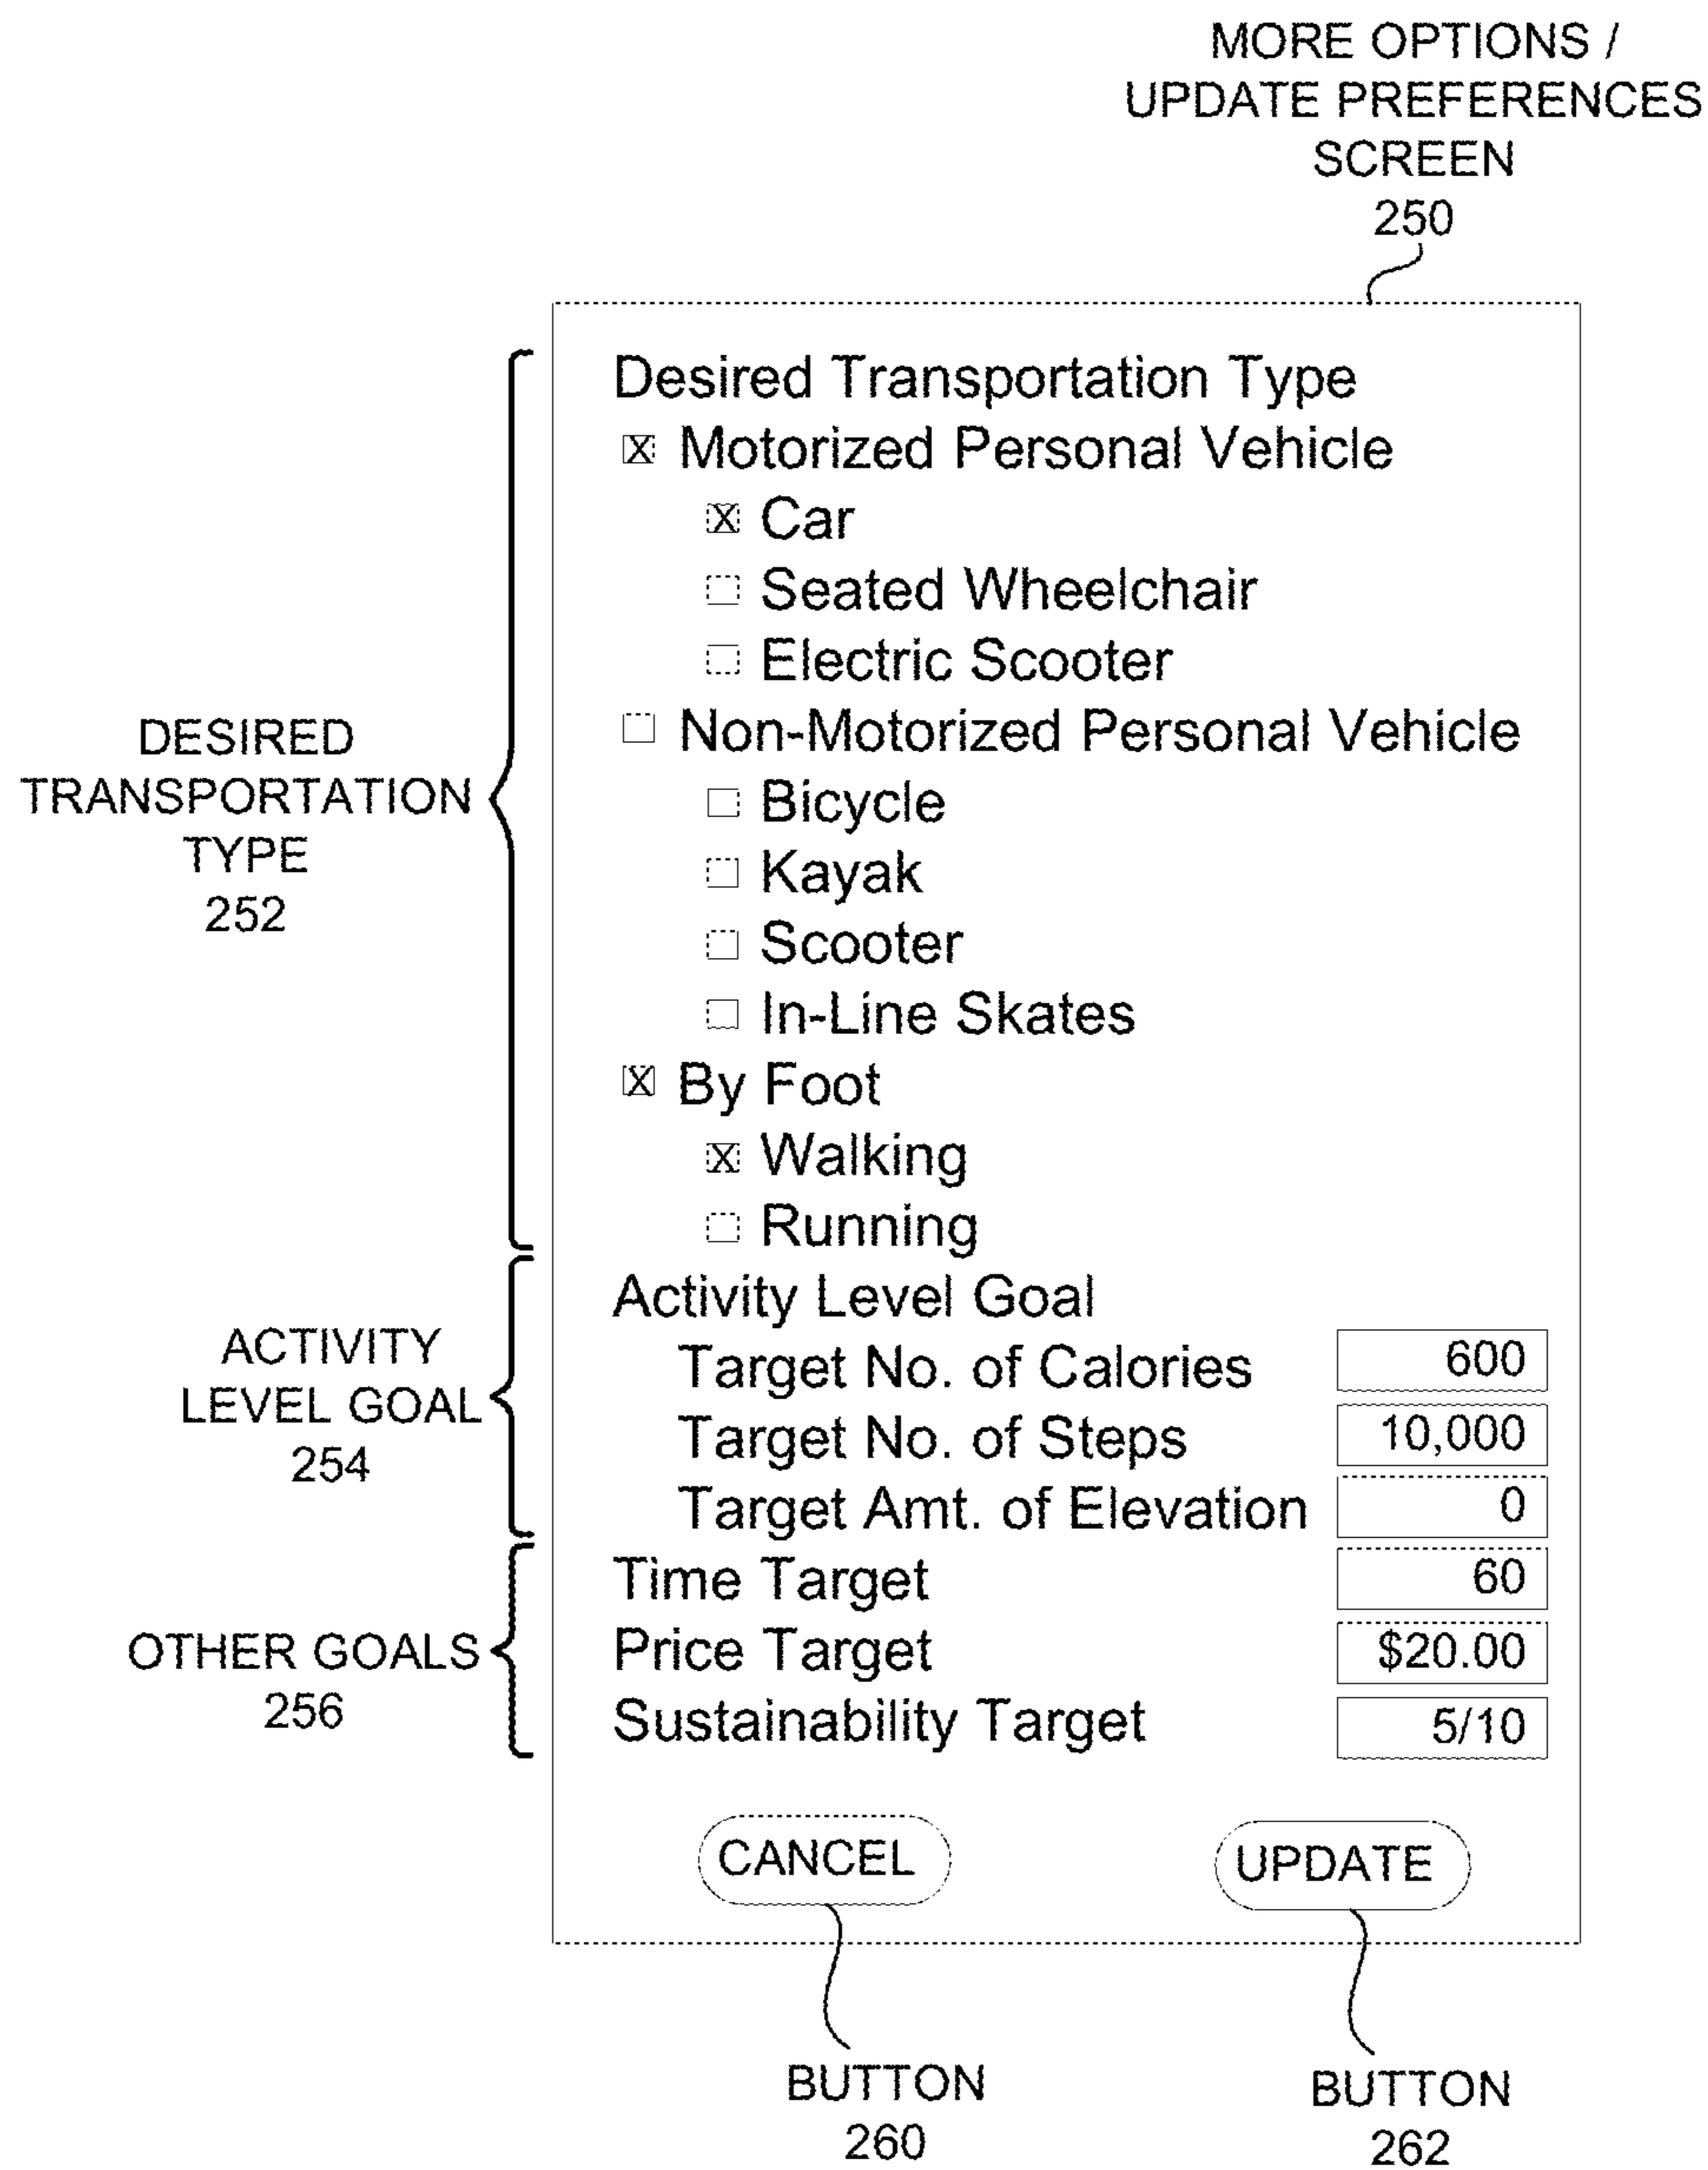 MORE OPTIONS /
UPDATE PREFERENCES
SCREEN
250
DESIRED
TRANSPORTATION
TYPE
252
Desired Transportation Type
X Motorized Personal Vehicle
X Car
Seated Wheelchair
Electric Scooter
Non-Motorized Personal Vehicle
Bicycle
Kayak
Scooter
In-Line Skates
X By Foot
X Walking
Running
ACTIVITY
LEVEL GOAL
254
Activity Level Goal
Target No. of Calories 600
Target No. of Steps 10,000
Target Amt. of Elevation 0
OTHER GOALS
256
Time Target 60
Price Target $20.00
Sustainability Target 5/10
CANCEL UPDATE
BUTTON
260
BUTTON
262